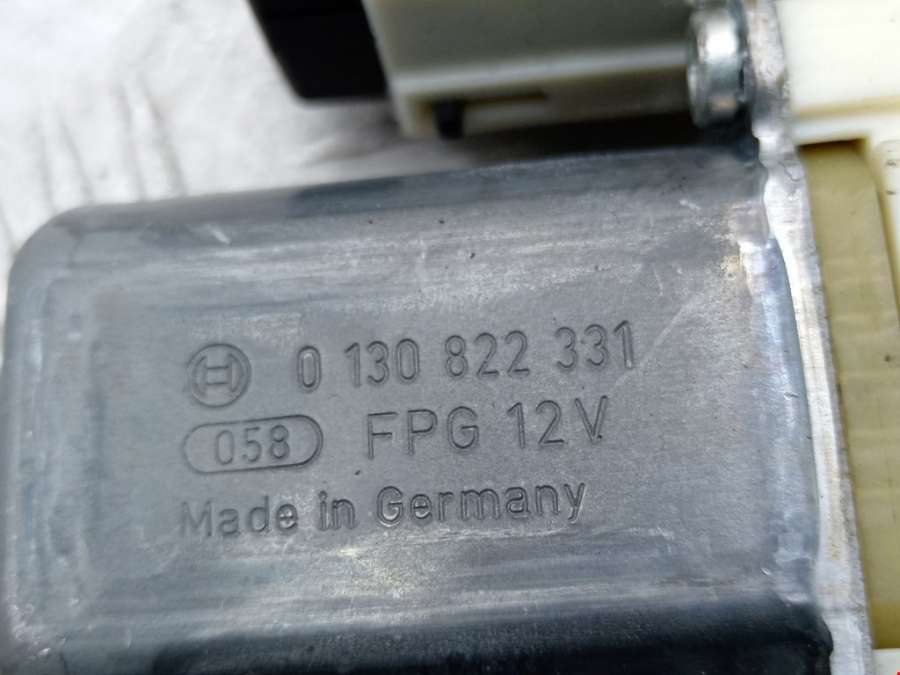 0 130 822 331
058 FPG 12V
Made in Germany